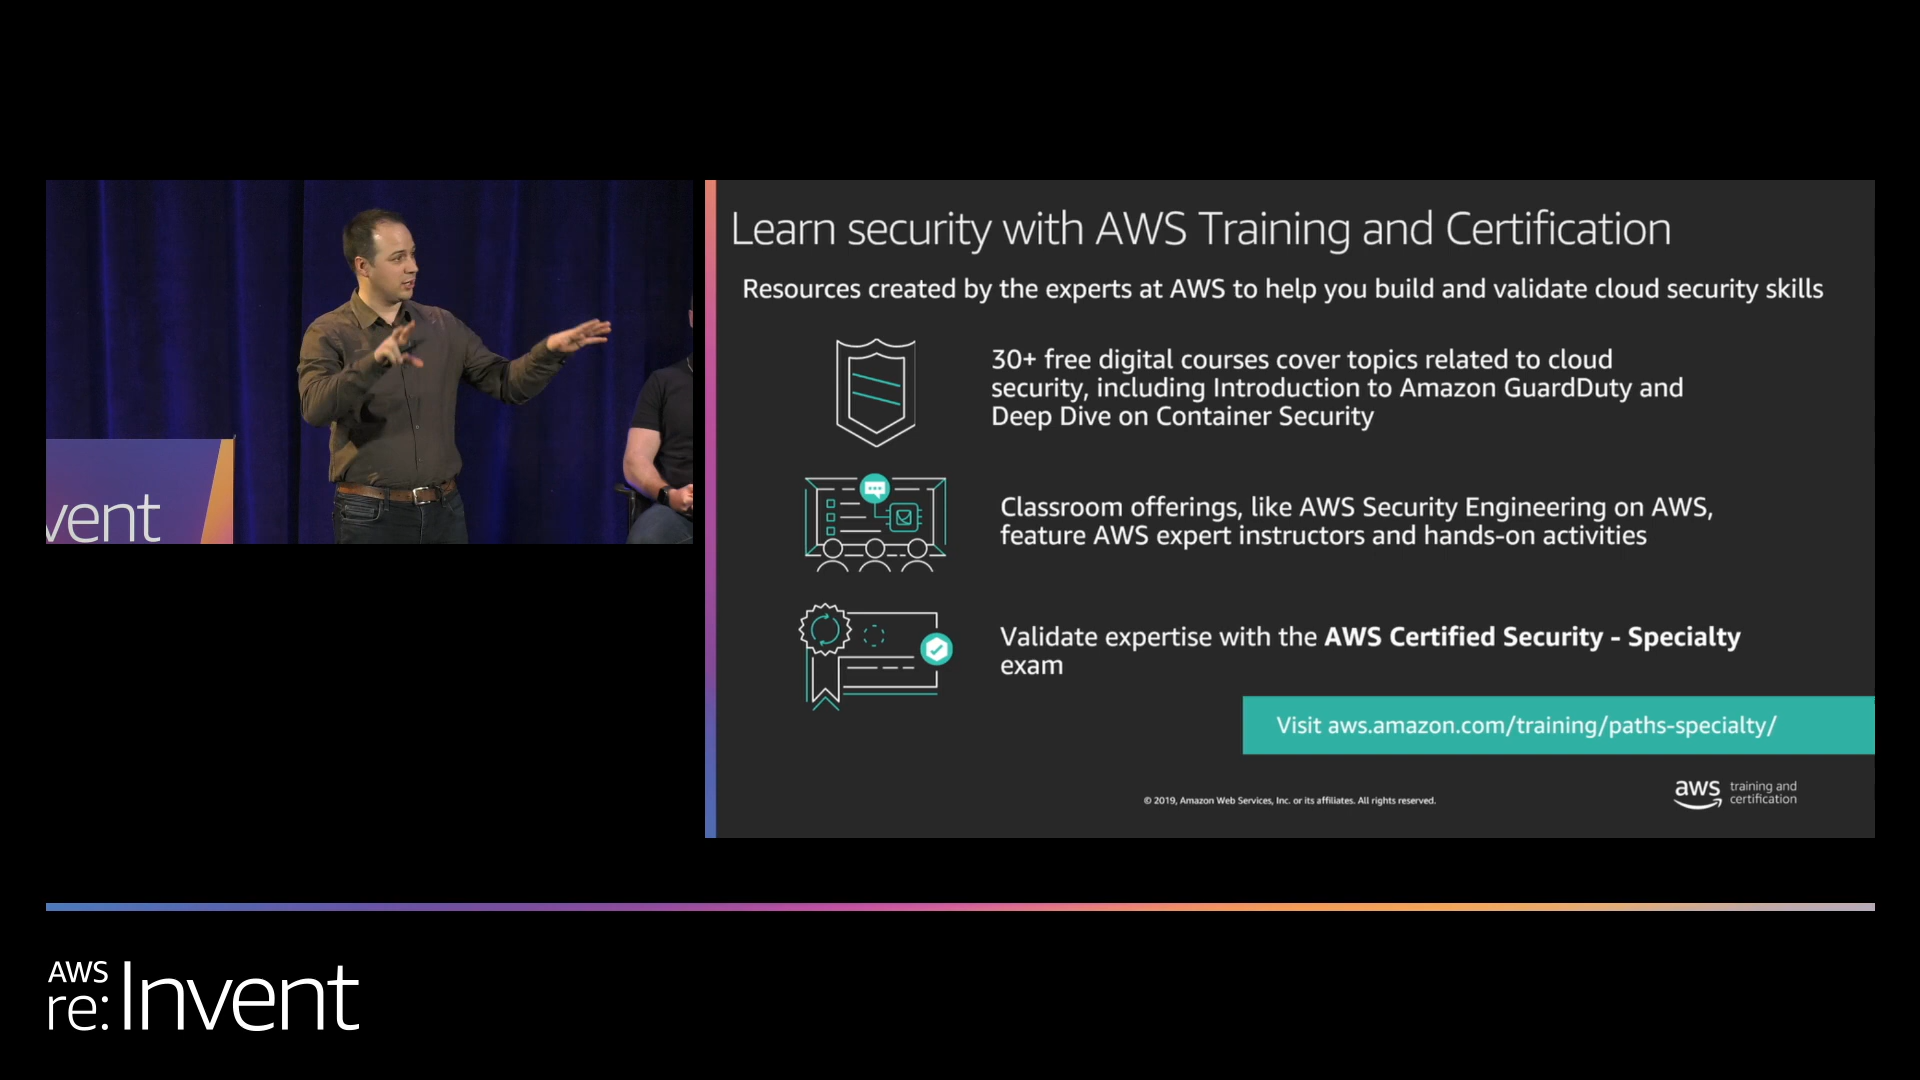 vent
Learn security with AWS Training and Certification
Resources created by the experts at AWS to help you build and validate cloud security skills
30+ free digital courses cover topics related to cloud
security, including Introduction to Amazon GuardDuty and
Deep Dive on Container Security
Classroom offerings, like AWS Security Engineering on AWS,
feature AWS expert instructors and hands-on activities
Validate expertise with the AWS Certified Security - Specialty
exam
Visit aws.amazon.com/training/paths-specialty/
© 2019, Amazon Web Services, Inc. or its affiliates. All rights reserved.
aws training and
certification
AWS
re:Invent